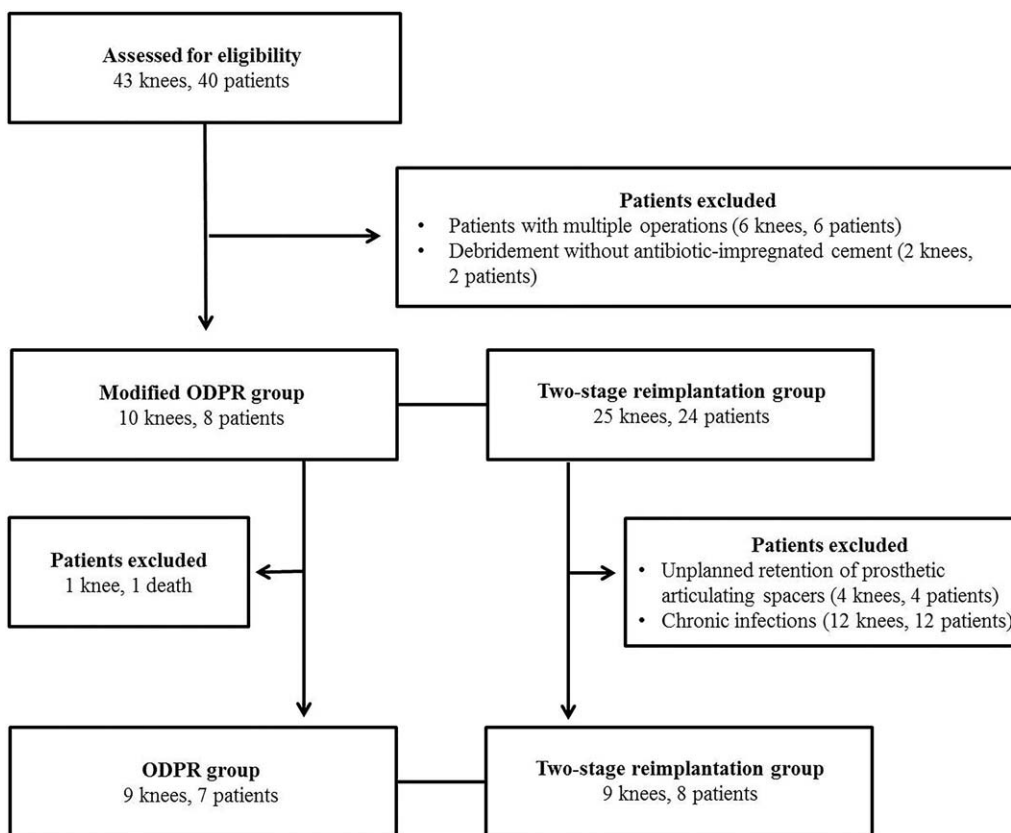 Assessed for eligibility
43 knees, 40 patients
Patients excluded
• Patients with multiple operations (6 knees, 6 patients)
• Debridement without antibiotic-impregnated cement (2 knees,
2 patients)
Modified ODPR group
10 knees, 8 patients
Two-stage reimplantation group
25 knees, 24 patients
Patients excluded
1 knee, 1 death
Patients excluded
• Unplanned retention of prosthetic
articulating spacers (4 knees, 4 patients)
• Chronic infections (12 knees, 12 patients)
ODPR group
9 knees, 7 patients
Two-stage reimplantation group
9 knees, 8 patients